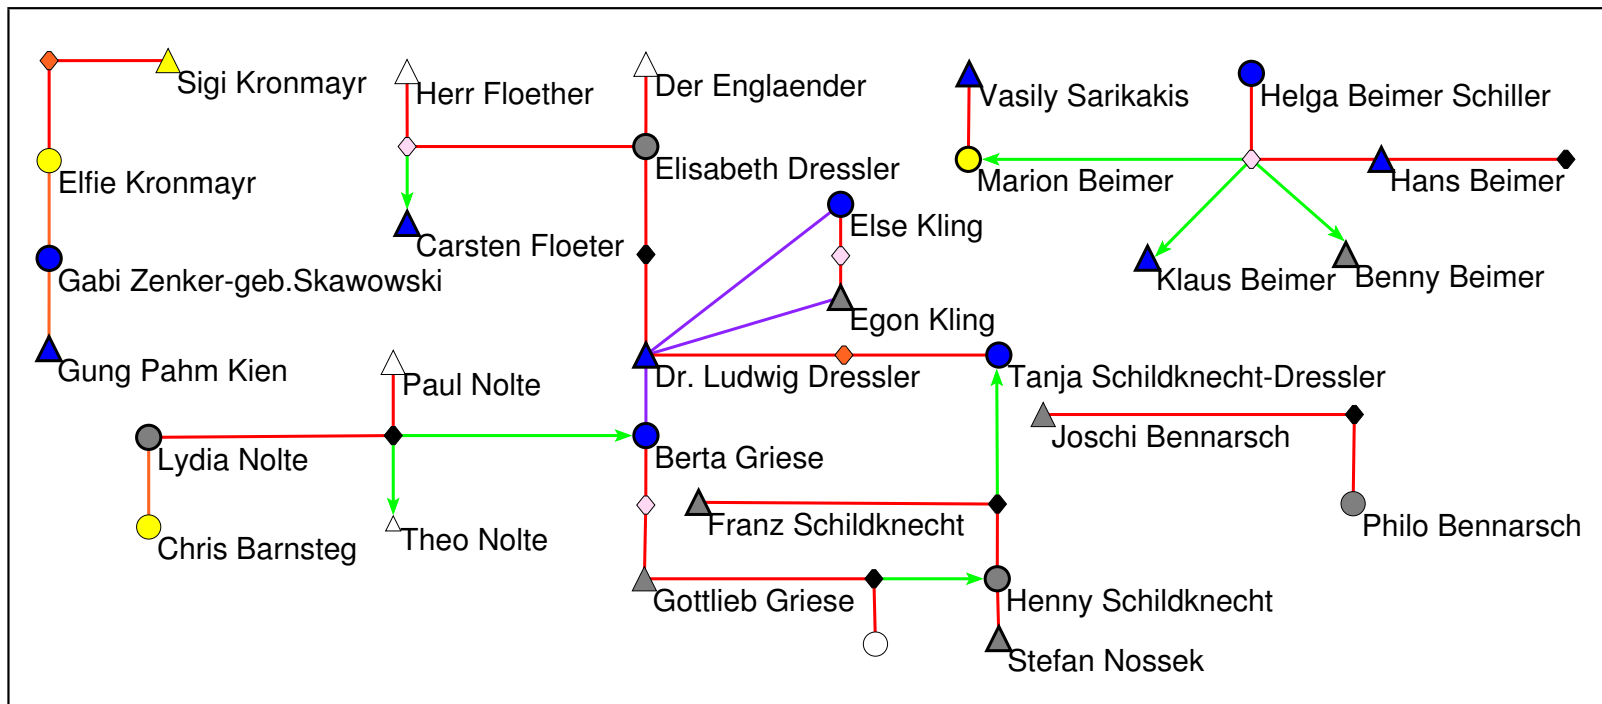 Sigi Kronmayr
Herr Floether
Der Englaender
Vasily Sarikakis
Helga Beimer Schiller
Elfie Kronmayr
Elisabeth Dressler
Marion Beimer
Hans Beimer
Else Kling
Carsten Floeter
Gabi Zenker-geb.Skawowski
Klaus Beimer
Benny Beimer
Egon Kling
Gung Pahm Kien
Paul Nolte
Dr. Ludwig Dressler
Tanja Schildknecht-Dressler
Joschi Bennarsch
Lydia Nolte
Berta Griese
Franz Schildknecht
Philo Bennarsch
Chris Barnsteg
Theo Nolte
Gottlieb Griese
Henny Schildknecht
Stefan Nossek